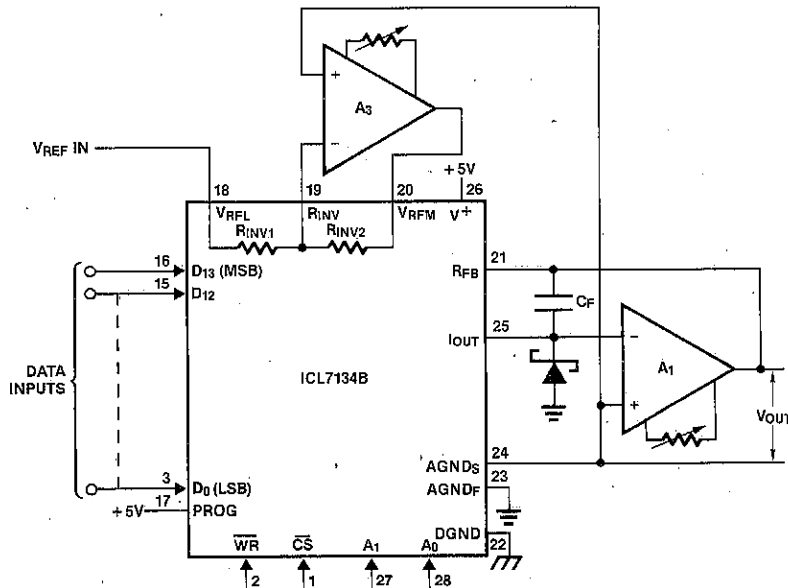 +
A3
−
VREF IN
+5V
18
19
20
26
VRFL
RINV
VRFM
V+
RINV1
RINV2
16
D13 (MSB)
15
D12
RFB
21
CF
IOUT
25
−
A1
+
DATA
INPUTS
ICL7134B
VOUT
AGNDS
24
3
D0 (LSB)
AGNDF
23
+5V
17
PROG
DGND
22
WR
CS
A1
A0
2
1
27
28